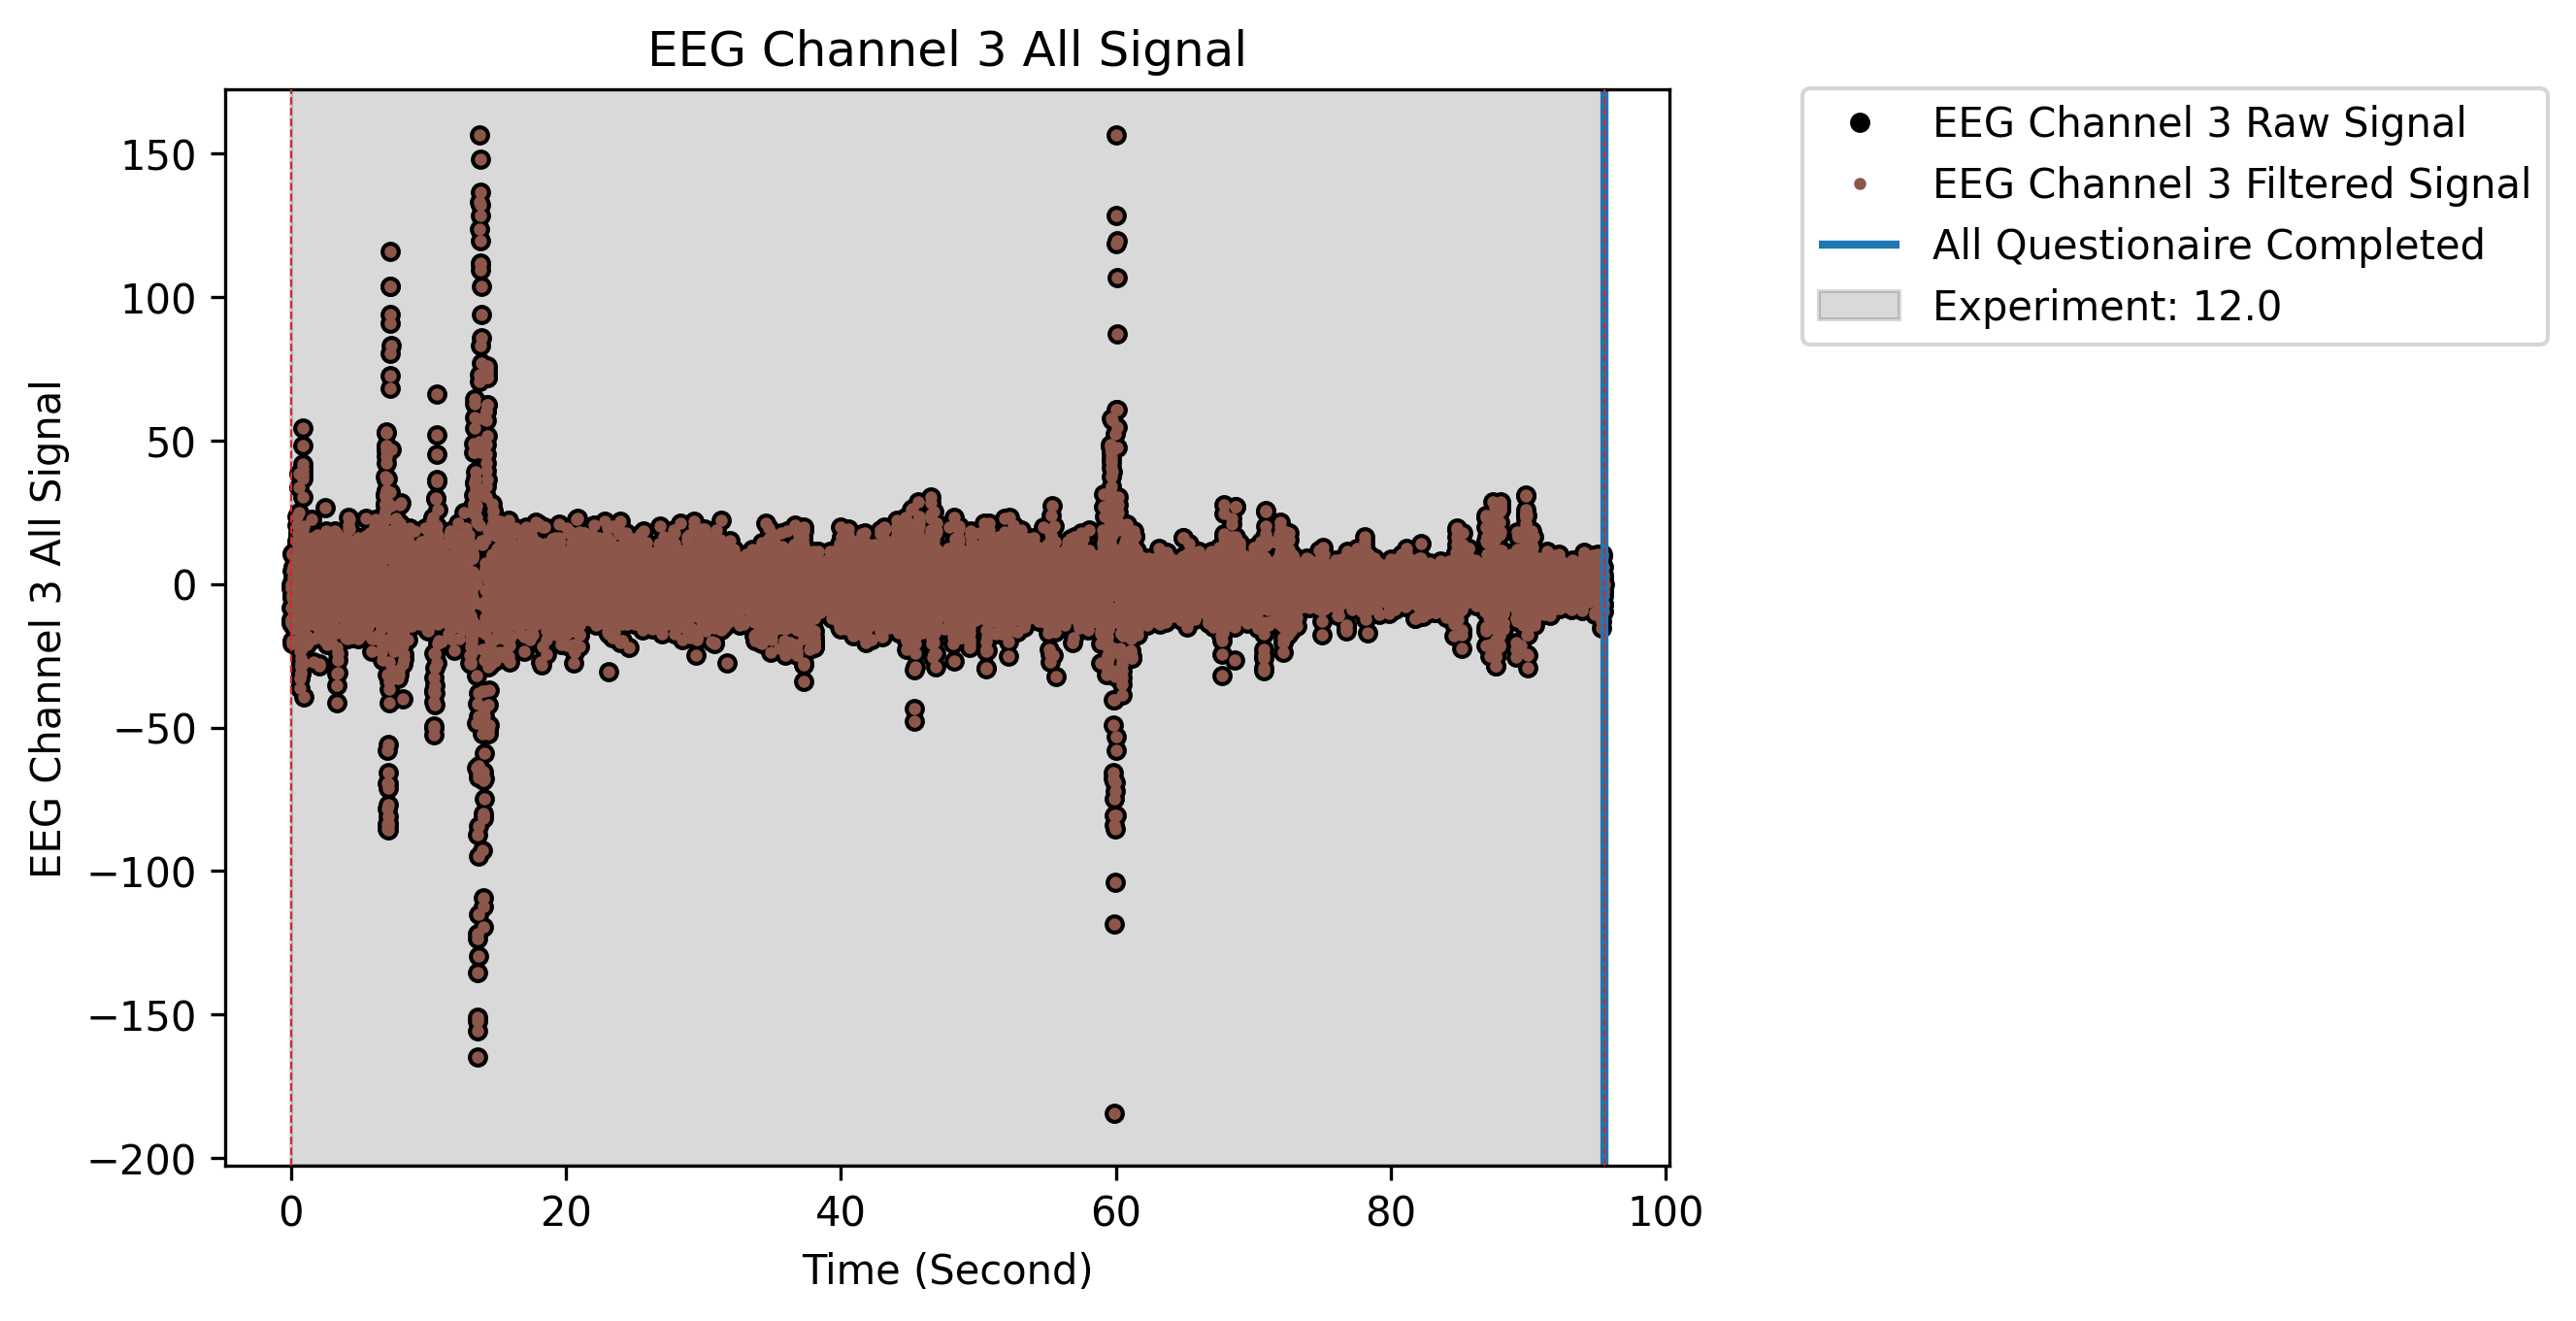 EEG Channel 3 All Signal
EEG Channel 3 Raw Signal
EEG Channel 3 Filtered Signal
All Questionaire Completed
Experiment: 12.0
EEG Channel 3 All Signal
150
100
50
0
−50
−100
−150
−200
0 20 40 60 80 100
Time (Second)